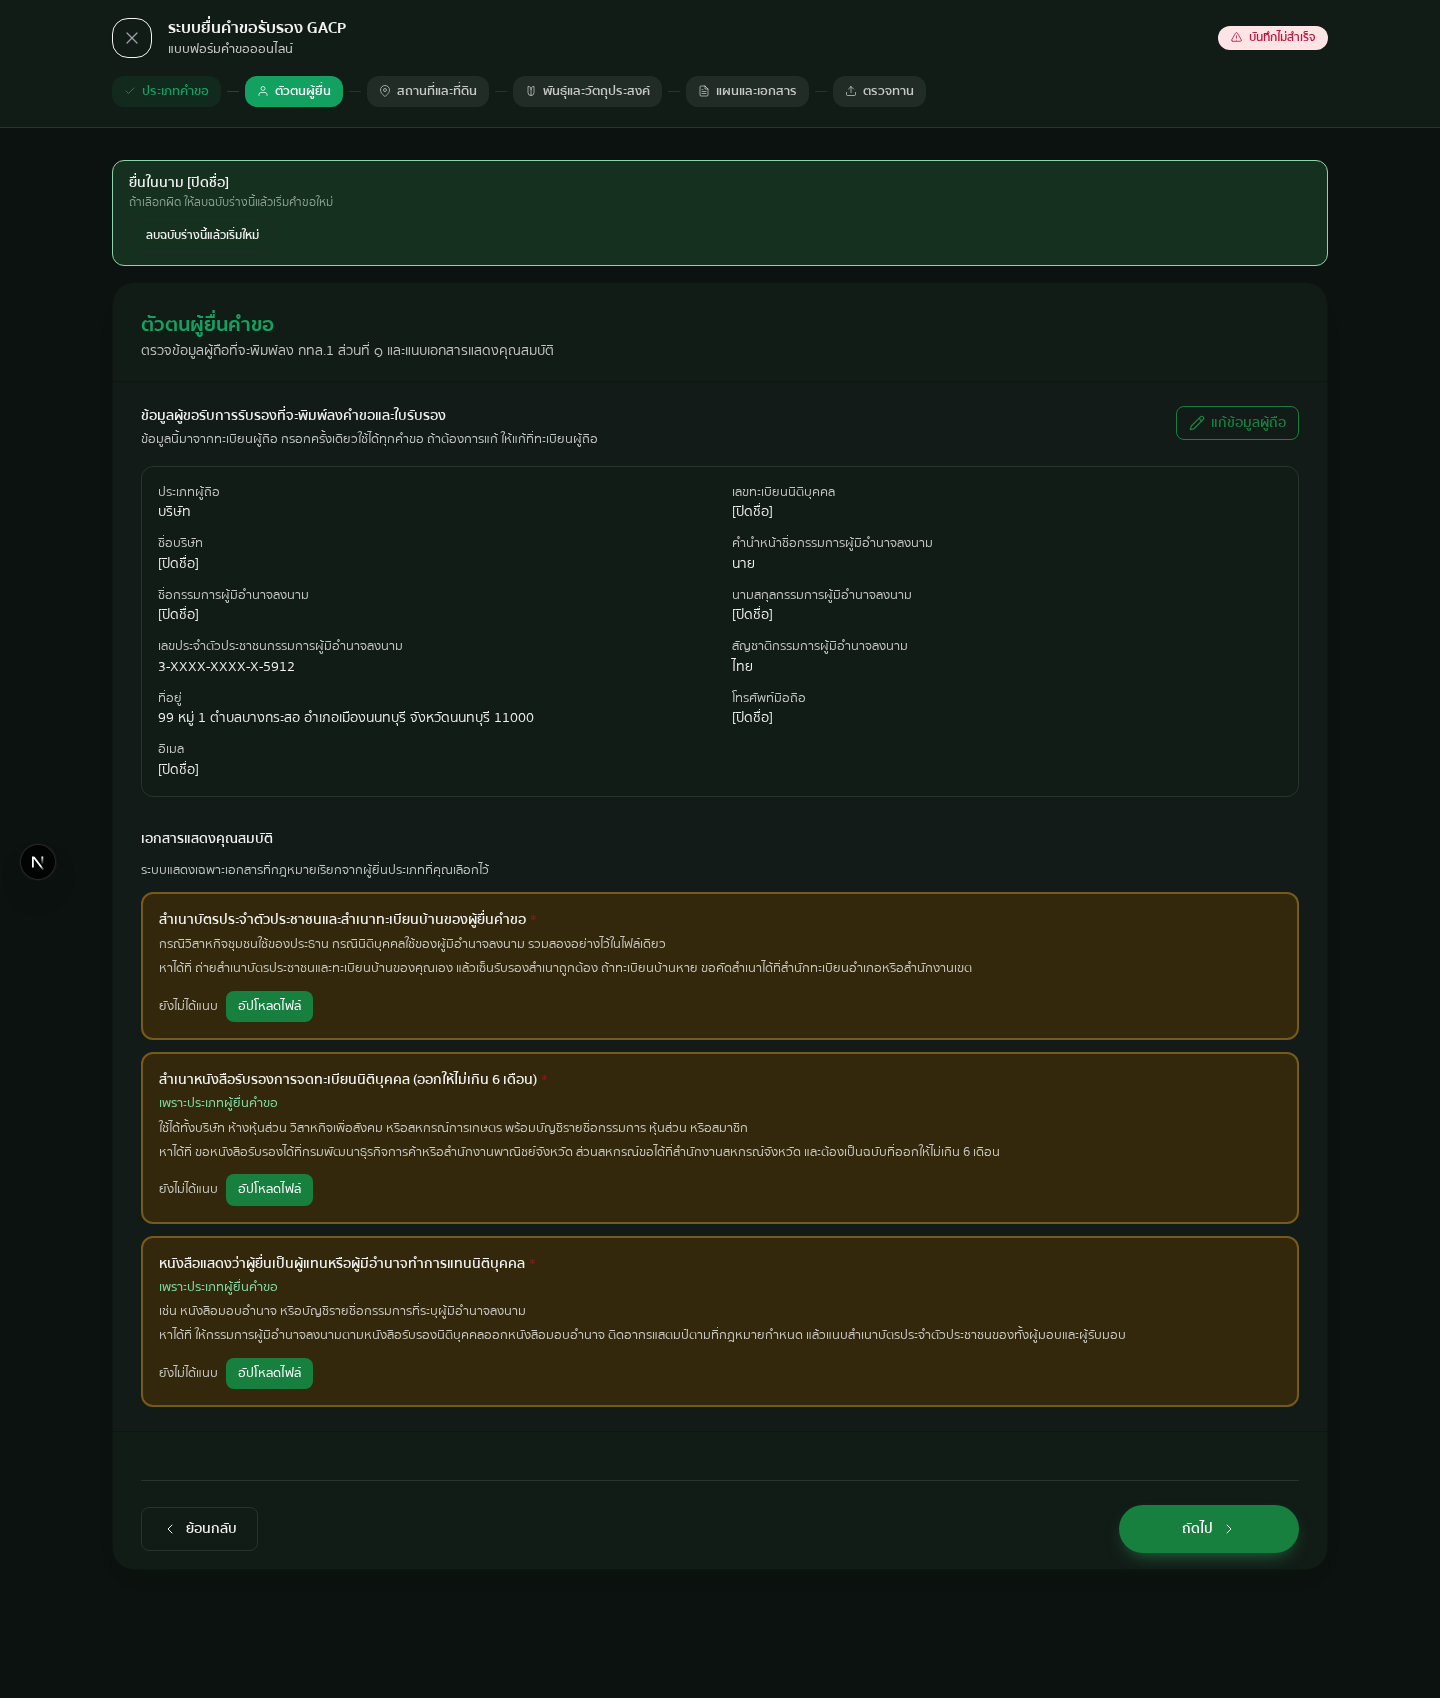 ระบบยื่นคำขอรับรอง GACP
แบบฟอร์มคำขอออนไลน์
บันทึกไม่สำเร็จ
ประเภทคำขอ
ตัวตนผู้ยื่น
สถานที่และที่ดิน
พันธุ์และวัตถุประสงค์
แผนและเอกสาร
ตรวจทาน
ยื่นในนาม [ปิดชื่อ]
ถ้าเลือกผิด ให้ลบฉบับร่างนี้แล้วเริ่มคำขอใหม่
ลบฉบับร่างนี้แล้วเริ่มใหม่
ตัวตนผู้ยื่นคำขอ
ตรวจข้อมูลผู้ถือที่จะพิมพ์ลง กทล.1 ส่วนที่ ๑ และแนบเอกสารแสดงคุณสมบัติ
ข้อมูลผู้ขอรับการรับรองที่จะพิมพ์ลงคำขอและใบรับรอง
ข้อมูลนี้มาจากทะเบียนผู้ถือ กรอกครั้งเดียวใช้ได้ทุกคำขอ ถ้าต้องการแก้ ให้แก้ที่ทะเบียนผู้ถือ
แก้ข้อมูลผู้ถือ
ประเภทผู้ถือ
บริษัท
เลขทะเบียนนิติบุคคล
[ปิดชื่อ]
ชื่อบริษัท
[ปิดชื่อ]
คำนำหน้าชื่อกรรมการผู้มีอำนาจลงนาม
นาย
ชื่อกรรมการผู้มีอำนาจลงนาม
[ปิดชื่อ]
นามสกุลกรรมการผู้มีอำนาจลงนาม
[ปิดชื่อ]
เลขประจำตัวประชาชนกรรมการผู้มีอำนาจลงนาม
3-XXXX-XXXX-X-5912
สัญชาติกรรมการผู้มีอำนาจลงนาม
ไทย
ที่อยู่
99 หมู่ 1 ตำบลบางกระสอ อำเภอเมืองนนทบุรี จังหวัดนนทบุรี 11000
โทรศัพท์มือถือ
[ปิดชื่อ]
อีเมล
[ปิดชื่อ]
เอกสารแสดงคุณสมบัติ
ระบบแสดงเฉพาะเอกสารที่กฎหมายเรียกจากผู้ยื่นประเภทที่คุณเลือกไว้
สำเนาบัตรประจำตัวประชาชนและสำเนาทะเบียนบ้านของผู้ยื่นคำขอ *
กรณีวิสาหกิจชุมชนใช้ของประธาน กรณีนิติบุคคลใช้ของผู้มีอำนาจลงนาม รวมสองอย่างไว้ในไฟล์เดียว
หาได้ที่ ถ่ายสำเนาบัตรประชาชนและทะเบียนบ้านของคุณเอง แล้วเซ็นรับรองสำเนาถูกต้อง ถ้าทะเบียนบ้านหาย ขอคัดสำเนาได้ที่สำนักทะเบียนอำเภอหรือสำนักงานเขต
ยังไม่ได้แนบ
อัปโหลดไฟล์
สำเนาหนังสือรับรองการจดทะเบียนนิติบุคคล (ออกให้ไม่เกิน 6 เดือน) *
เพราะประเภทผู้ยื่นคำขอ
ใช้ได้ทั้งบริษัท ห้างหุ้นส่วน วิสาหกิจเพื่อสังคม หรือสหกรณ์การเกษตร พร้อมบัญชีรายชื่อกรรมการ หุ้นส่วน หรือสมาชิก
หาได้ที่ ขอหนังสือรับรองได้ที่กรมพัฒนาธุรกิจการค้าหรือสำนักงานพาณิชย์จังหวัด ส่วนสหกรณ์ขอได้ที่สำนักงานสหกรณ์จังหวัด และต้องเป็นฉบับที่ออกให้ไม่เกิน 6 เดือน
ยังไม่ได้แนบ
อัปโหลดไฟล์
หนังสือแสดงว่าผู้ยื่นเป็นผู้แทนหรือผู้มีอำนาจทำการแทนนิติบุคคล *
เพราะประเภทผู้ยื่นคำขอ
เช่น หนังสือมอบอำนาจ หรือบัญชีรายชื่อกรรมการที่ระบุผู้มีอำนาจลงนาม
หาได้ที่ ให้กรรมการผู้มีอำนาจลงนามตามหนังสือรับรองนิติบุคคลออกหนังสือมอบอำนาจ ติดอากรแสตมป์ตามที่กฎหมายกำหนด แล้วแนบสำเนาบัตรประจำตัวประชาชนของทั้งผู้มอบและผู้รับมอบ
ยังไม่ได้แนบ
อัปโหลดไฟล์
ย้อนกลับ
ถัดไป